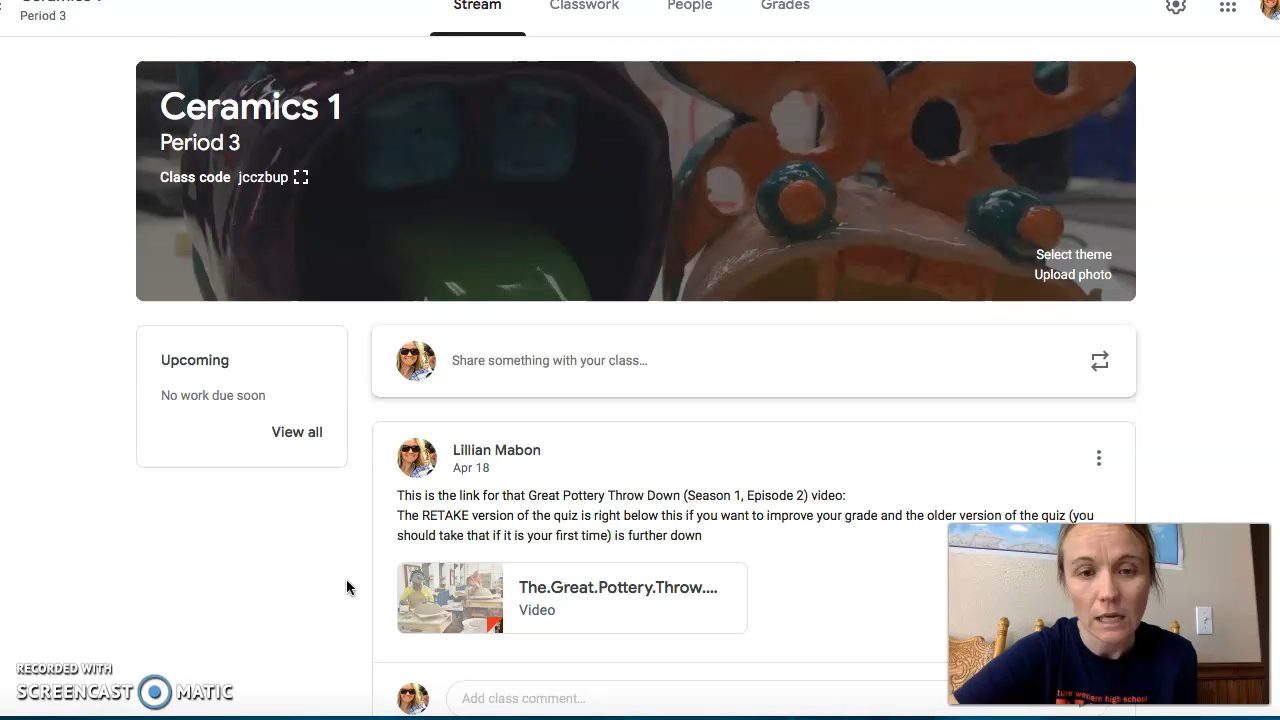 Period 3
Stream
Classwork
People
Grades
Ceramics 1
Period 3
Class code jcczbup
Select theme
Upload photo
Upcoming
No work due soon
View all
Share something with your class...
Lillian Mabon
Apr 18
This is the link for that Great Pottery Throw Down (Season 1, Episode 2) video:
The RETAKE version of the quiz is right below this if you want to improve your grade and the older version of the quiz (you
should take that if it is your first time) is further down
The.Great.Pottery.Throw....
Video
Add class comment...
RECORDED WITH
SCREENCAST MATIC
high school